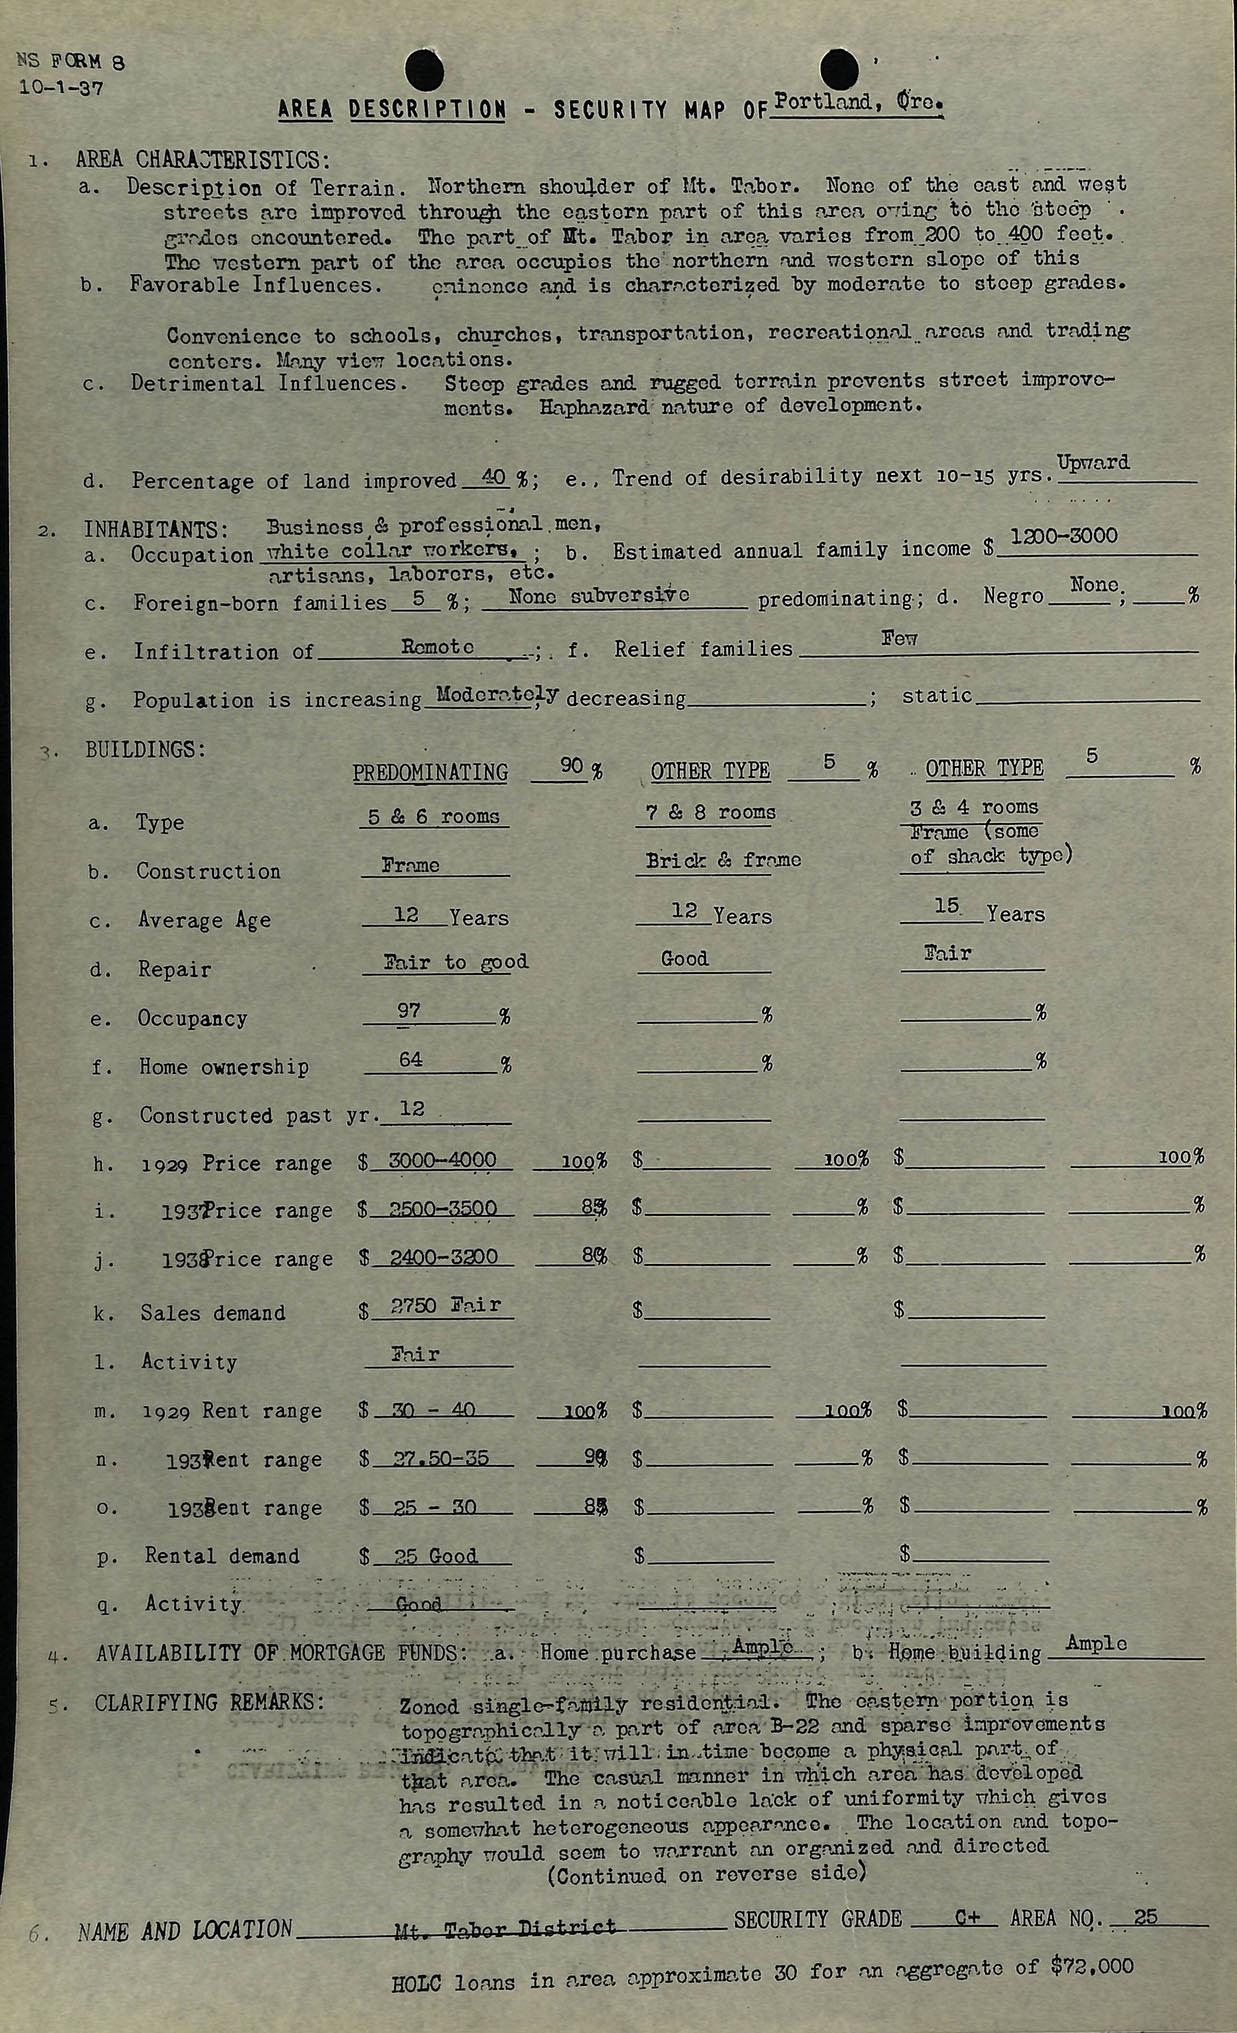 NS FORM 8
10-1-37
AREA DESCRIPTION - SECURITY MAP OF Portland, Ore.
1. AREA CHARACTERISTICS:
a. Description of Terrain. Northern shoulder of Mt. Tabor. None of the east and west
streets are improved through the eastern part of this area owing to the steep
grades encountered. The part of Mt. Tabor in area varies from 200 to 400 feet.
The western part of the area occupies the northern and western slope of this
b. Favorable Influences. eminence and is characterized by moderate to steep grades.
Convenience to schools, churches, transportation, recreational areas and trading
centers. Many view locations.
c. Detrimental Influences. Steep grades and rugged terrain prevents street improve-
ments. Haphazard nature of development.
d. Percentage of land improved 40 %; e., Trend of desirability next 10-15 yrs. Upward
2. INHABITANTS: Business & professional men,
a. Occupation white collar workers, ; b. Estimated annual family income $ 1200-3000
artisans, laborers, etc.
c. Foreign-born families 5 %; None subversive predominating; d. Negro None; %
e. Infiltration of Remote ; f. Relief families Few
g. Population is increasing Moderately; decreasing ; static
3. BUILDINGS:
PREDOMINATING 90 % OTHER TYPE 5 % OTHER TYPE 5 %
a. Type 5 & 6 rooms 7 & 8 rooms 3 & 4 rooms
Frame (some
b. Construction Frame Brick & frame of shack type)
c. Average Age 12 Years 12 Years 15 Years
d. Repair Fair to good Good Fair
e. Occupancy 97 % % %
f. Home ownership 64 % % %
g. Constructed past yr. 12
h. 1929 Price range $ 3000-4000 100% $ 100% $ 100%
i. 1937 Price range $ 2500-3500 85% $ % $ %
j. 1938 Price range $ 2400-3200 80% $ % $ %
k. Sales demand $ 2750 Fair $ $
l. Activity Fair
m. 1929 Rent range $ 30 - 40 100% $ 100% $ 100%
n. 1937 Rent range $ 27.50-35 90% $ % $ %
o. 1938 Rent range $ 25 - 30 % $ % $ %
p. Rental demand $ 25 Good $ $
q. Activity Good
4. AVAILABILITY OF MORTGAGE FUNDS: a. Home purchase Ample ; b. Home building Ample
5. CLARIFYING REMARKS: Zoned single-family residential. The eastern portion is
topographically a part of area B-22 and sparse improvements
indicate that it will in time become a physical part of
that area. The casual manner in which area has developed
has resulted in a noticeable lack of uniformity which gives
a somewhat heterogeneous appearance. The location and topo-
graphy would seem to warrant an organized and directed
(Continued on reverse side)
6. NAME AND LOCATION Mt. Tabor District SECURITY GRADE C+ AREA NO. 25
HOLC loans in area approximate 30 for an aggregate of $72,000